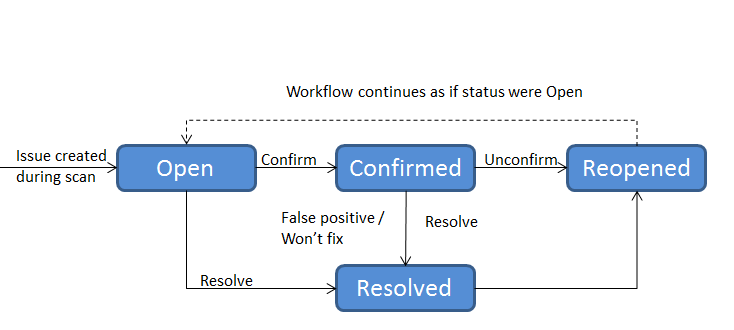 Workflow continues as if status were Open
Issue created
during scan
Open
Confirm
Confirmed
Unconfirm
Reopened
False positive /
Won't fix
Resolve
Resolve
Resolved